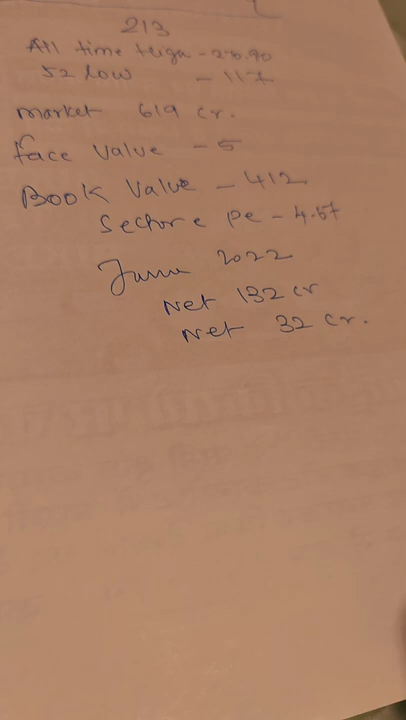 213
All time High - 28.90
52 low - 117
market 619 cr.
face value - 5
Book Value - 412
Sectore pe - 4.57
June 2022
Net 132 cr
Net 32 cr.